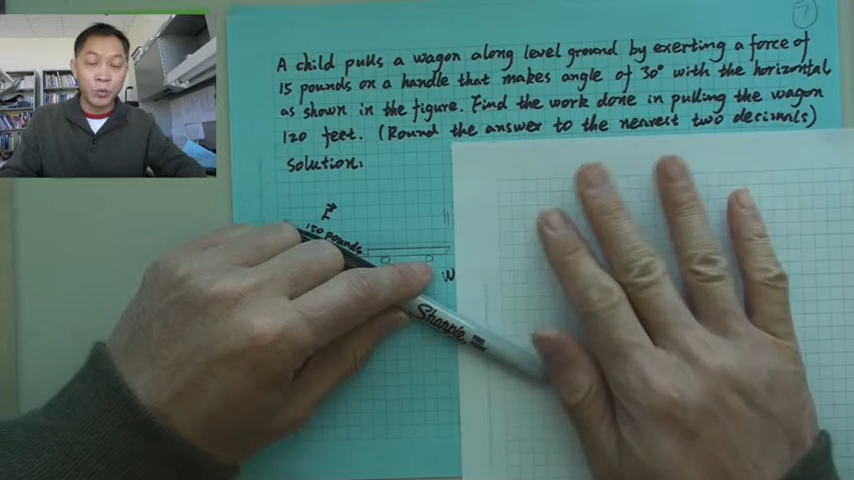 7
A child pulls a wagon along level ground by exerting a force of
15 pounds on a handle that makes angle of 30° with the horizontal
as shown in the figure. Find the work done in pulling the wagon
120 feet. (Round the answer to the nearest two decimals)
Solution:
F
150 pounds
W
Sharpie